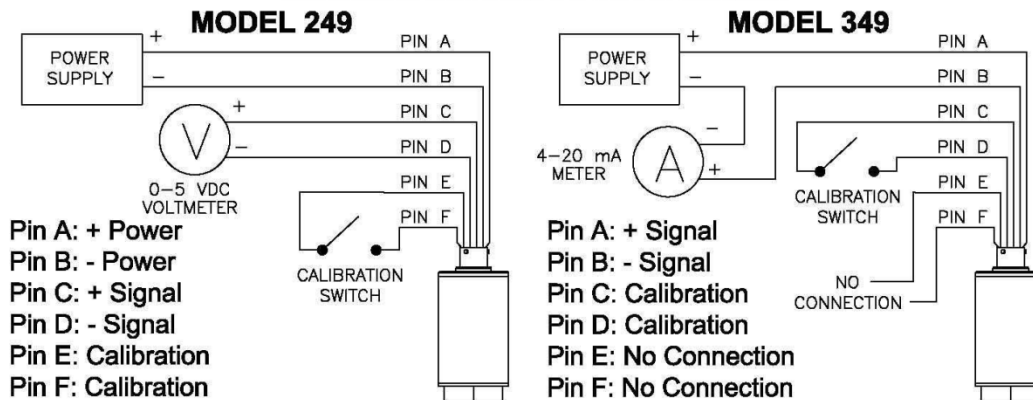 MODEL 249
POWER
SUPPLY
+
−
PIN A
PIN B
PIN C
PIN D
PIN E
PIN F
+
−
V
0−5 VDC
VOLTMETER
CALIBRATION
SWITCH
Pin A: + Power
Pin B: - Power
Pin C: + Signal
Pin D: - Signal
Pin E: Calibration
Pin F: Calibration
MODEL 349
POWER
SUPPLY
+
−
PIN A
PIN B
PIN C
PIN D
PIN E
PIN F
−
+
A
4−20 mA
METER
CALIBRATION
SWITCH
NO
CONNECTION
Pin A: + Signal
Pin B: - Signal
Pin C: Calibration
Pin D: Calibration
Pin E: No Connection
Pin F: No Connection